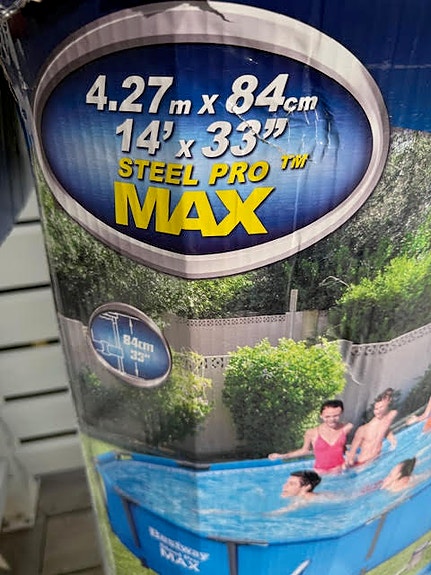 4.27m x 84cm
14' x 33"
STEEL PRO™
MAX
84cm
33"
Bestway
MAX